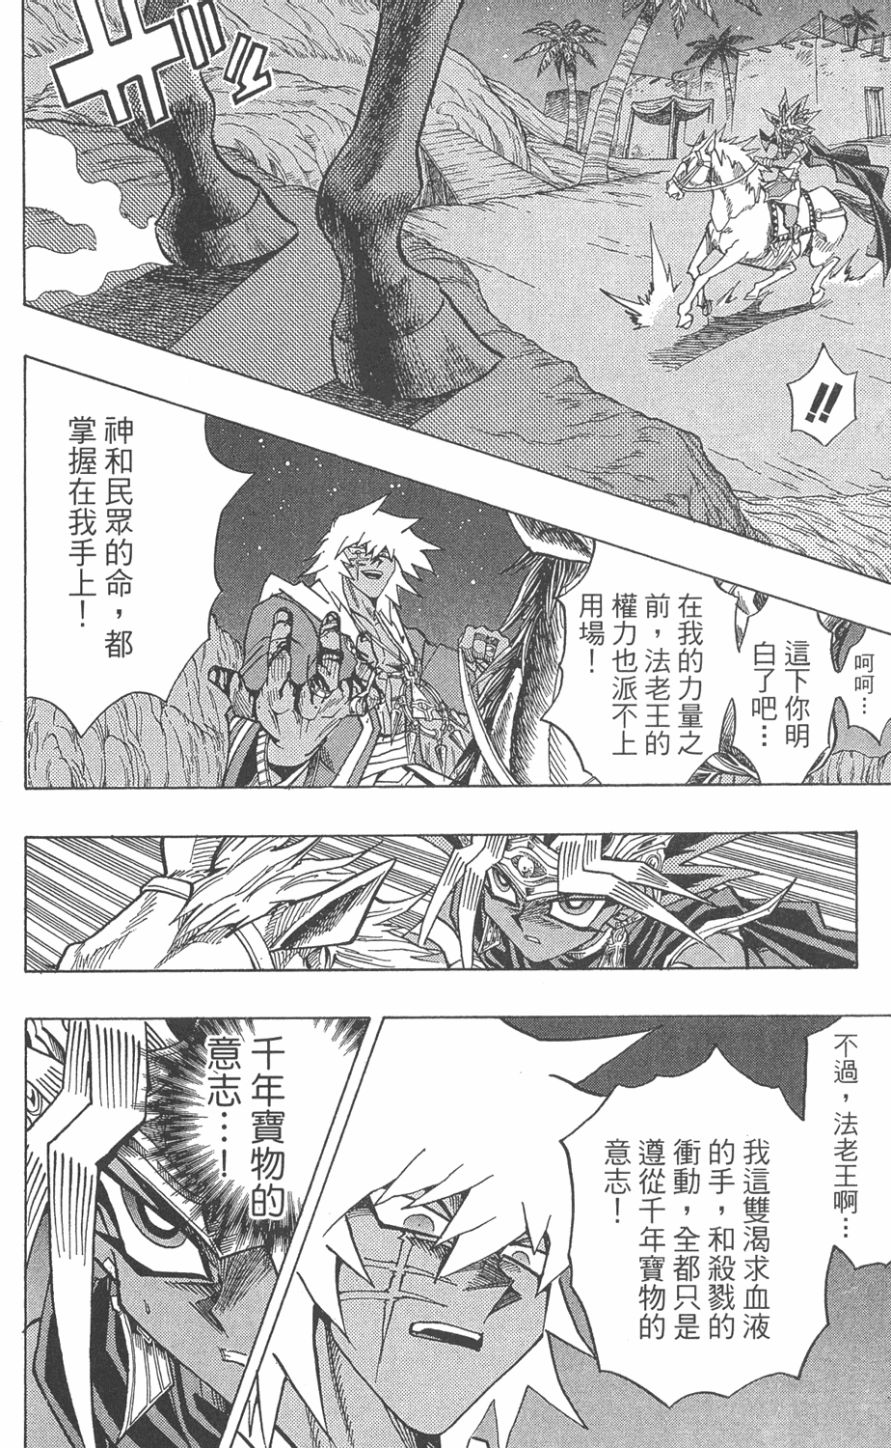 !!
呵呵…
這下你明
白了吧…
在我的力量之
前，法老王的
權力也派不上
用場！
神和民眾的命，都
掌握在我手上！
不過，法老王啊…
我這雙渴求血液
的手，和殺戮的
衝動，全都只是
遵從千年寶物的
意志！
千年寶物的
意志…！